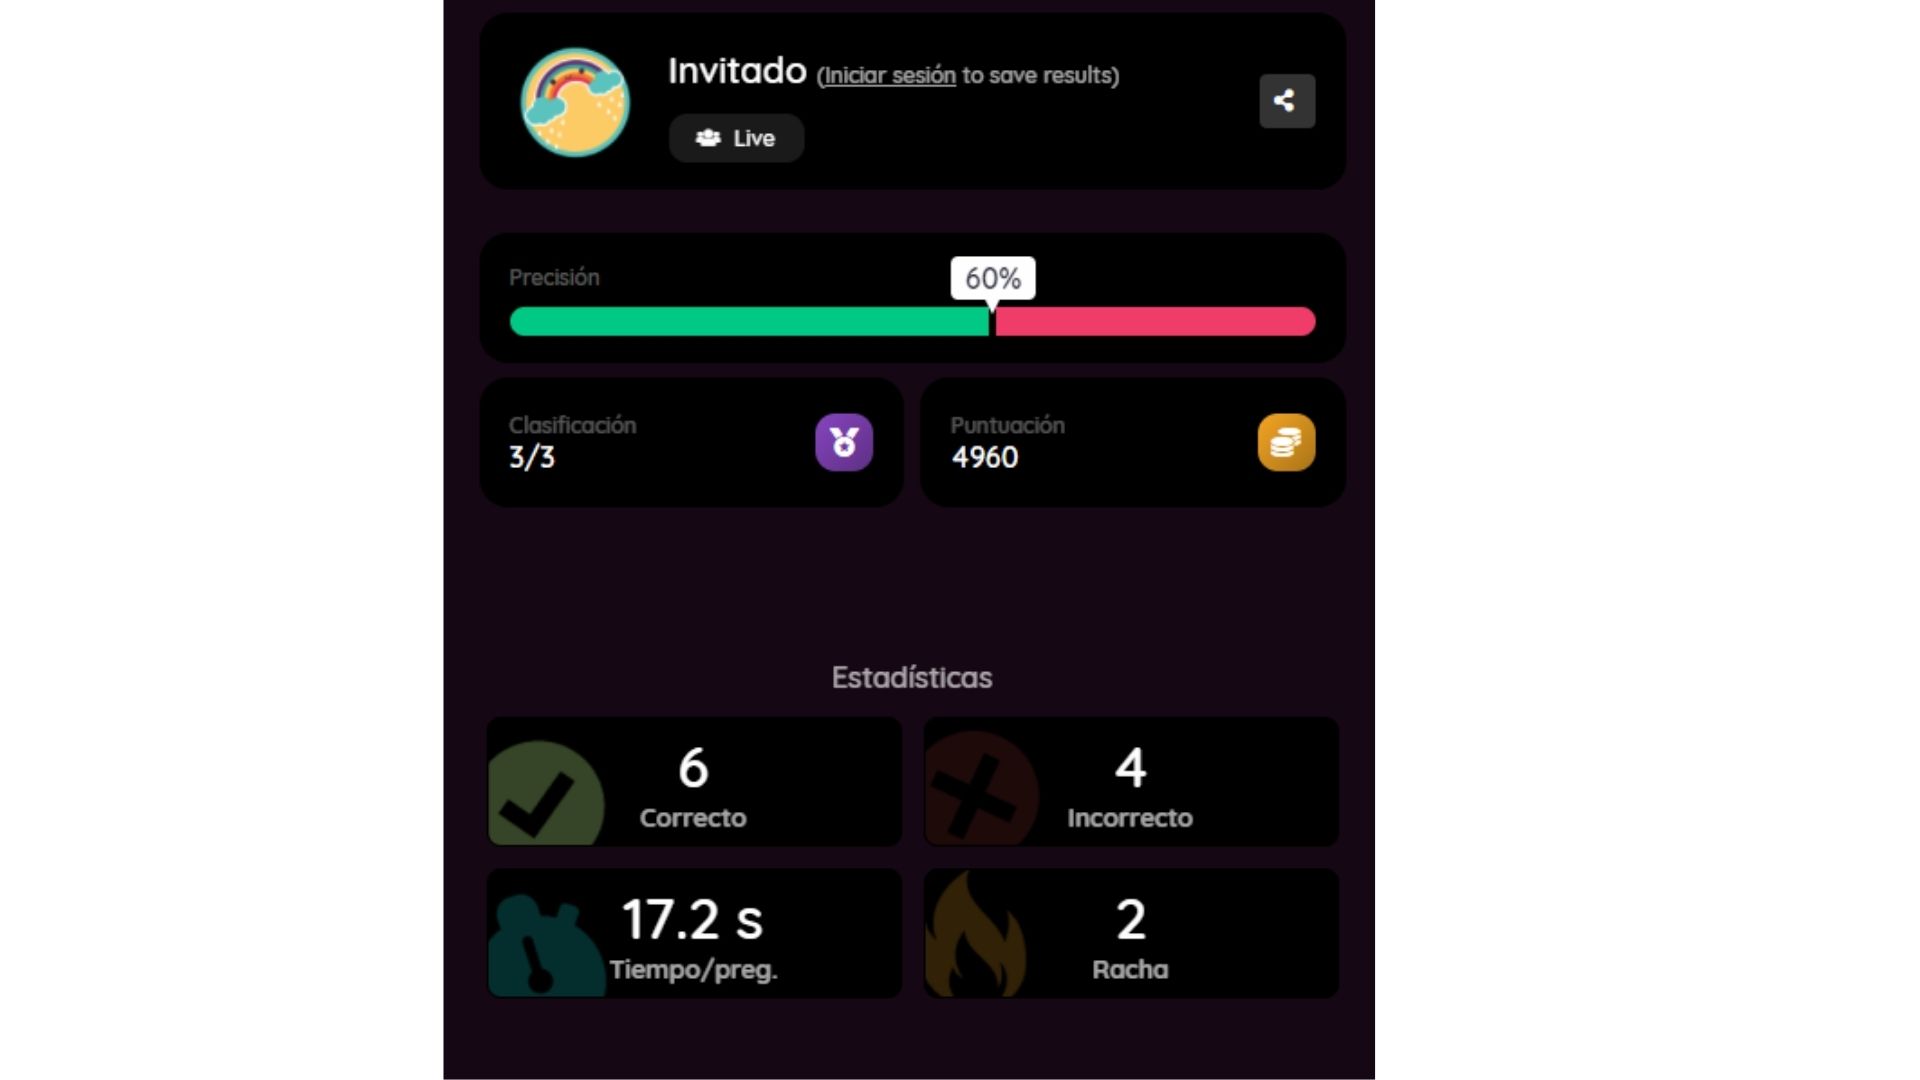 Invitado (Iniciar sesión to save results)
Live
Precisión
60%
Clasificación
3/3
Puntuación
4960
Estadísticas
6
Correcto
4
Incorrecto
17.2 s
Tiempo/preg.
2
Racha